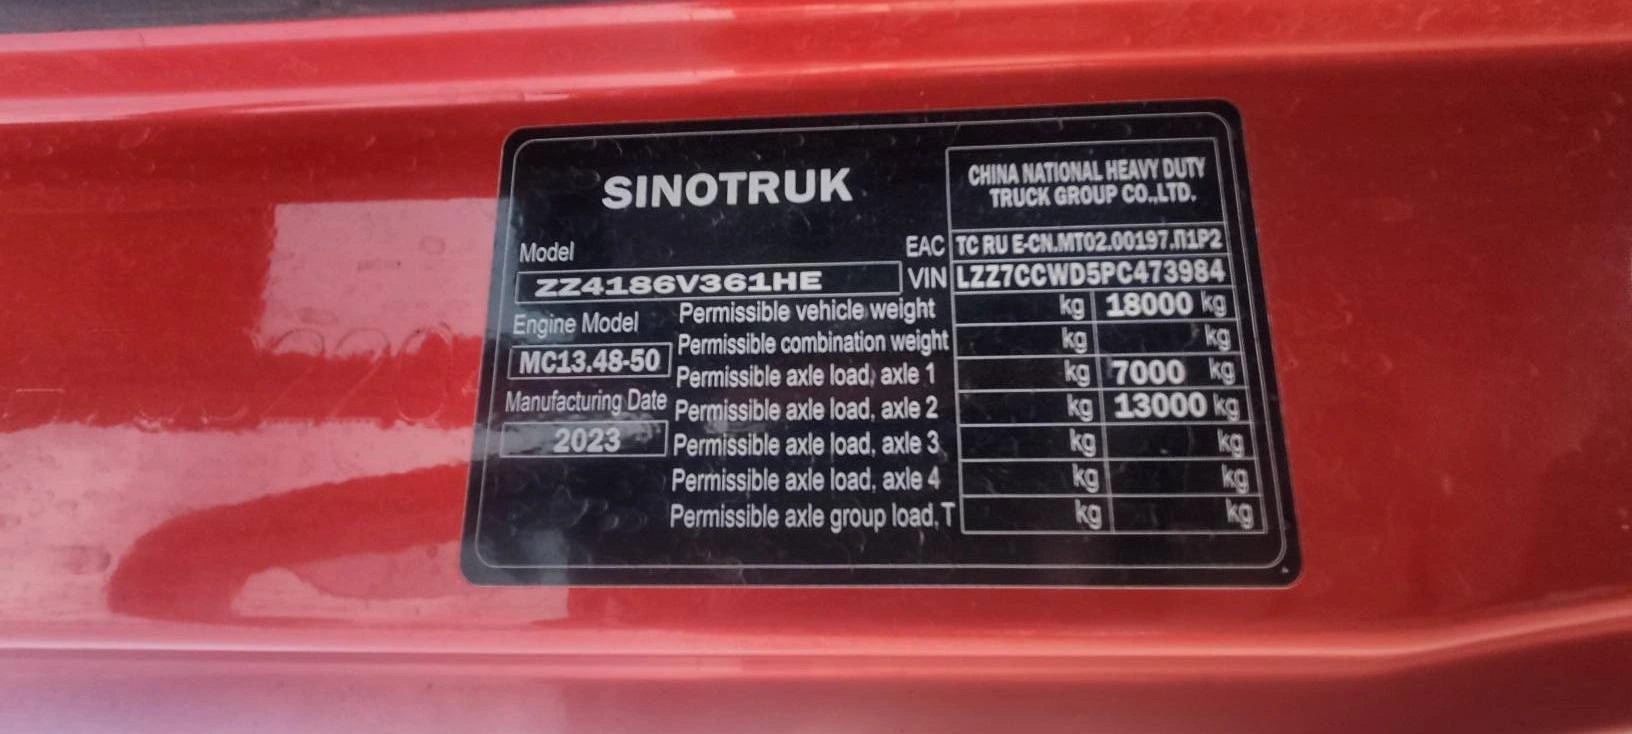 SINOTRUK
CHINA NATIONAL HEAVY DUTY
TRUCK GROUP CO.,LTD.
Model
EAC TC RU E-CN.MT02.00197.П1P2
ZZ4186V361HE
VIN LZZ7CCWD5PC473984
Engine Model
MC13.48-50
Manufacturing Date
2023
Permissible vehicle weight kg 18000 kg
Permissible combination weight kg kg
Permissible axle load, axle 1 kg 7000 kg
Permissible axle load, axle 2 kg 13000 kg
Permissible axle load, axle 3 kg kg
Permissible axle load, axle 4 kg kg
Permissible axle group load,T kg kg